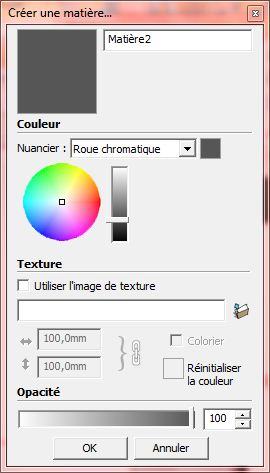 Créer une matière...
Matière2
Couleur
Nuancier : Roue chromatique
Texture
Utiliser l'image de texture
100,0mm
Colorier
100,0mm
Réinitialiser
la couleur
Opacité
100
OK Annuler